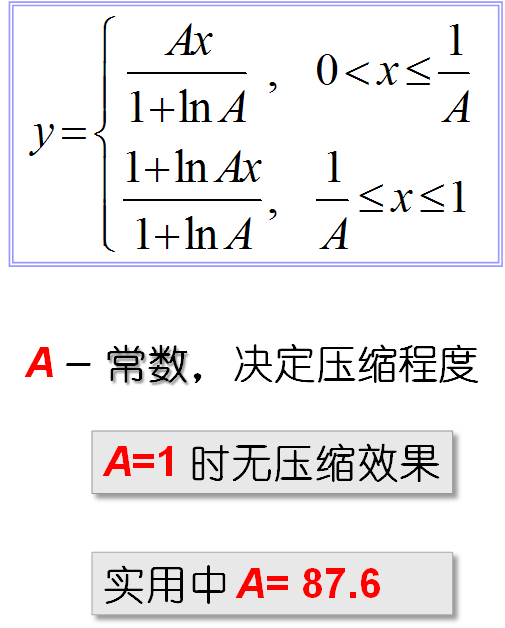 y = { Ax / (1+ln A) , 0<x≤ 1/A
(1+ln Ax) / (1+ln A) , 1/A ≤x≤1
A – 常数，决定压缩程度
A=1 时无压缩效果
实用中 A= 87.6